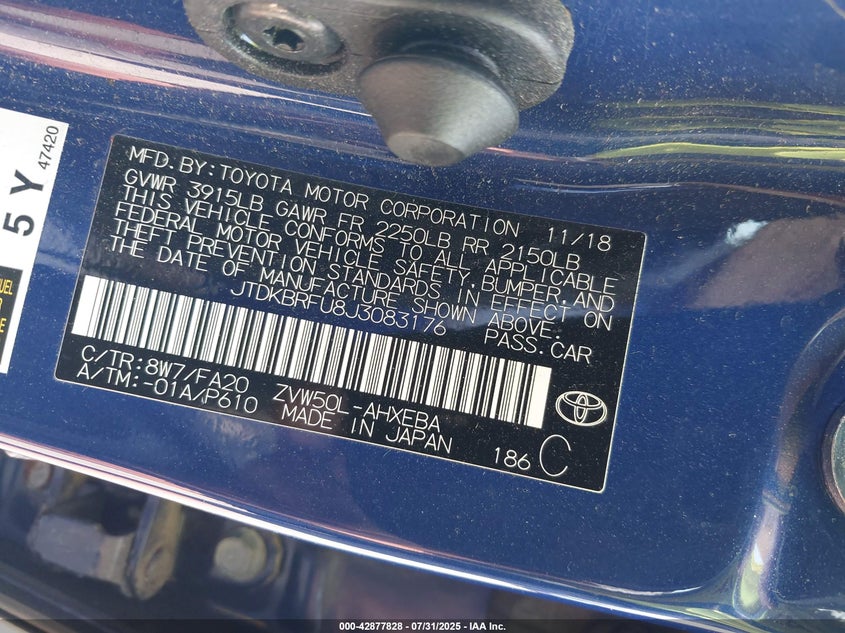 5 Y
47420
UEL
MFD.BY:TOYOTA MOTOR CORPORATION 11/18
GVWR 3915LB GAWR FR 2250LB RR 2150LB
THIS VEHICLE CONFORMS TO ALL APPLICABLE
FEDERAL MOTOR VEHICLE SAFETY,BUMPER,AND
THEFT PREVENTION STANDARDS IN EFFECT ON
THE DATE OF MANUFACTURE SHOWN ABOVE.
JTDKBRFU8J3083176 PASS.CAR
C/TR:8W7/FA20 ZVW50L-AHXEBA
A/TM:-01A/P610 MADE IN JAPAN
186 C
000-42877828 - 07/31/2025 - IAA Inc.